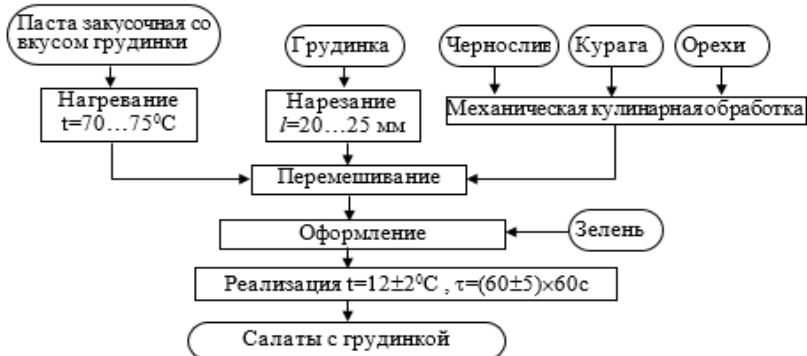 Паста закусочная со
вкусом грудинки
Грудинка
Чернослив
Курага
Орехи
Нагревание
t=70…75⁰C
Нарезание
l=20…25 мм
Механическая кулинарная обработка
Перемешивание
Оформление
Зелень
Реализация t=12±2⁰C , τ=(60±5)×60с
Салаты с грудинкой